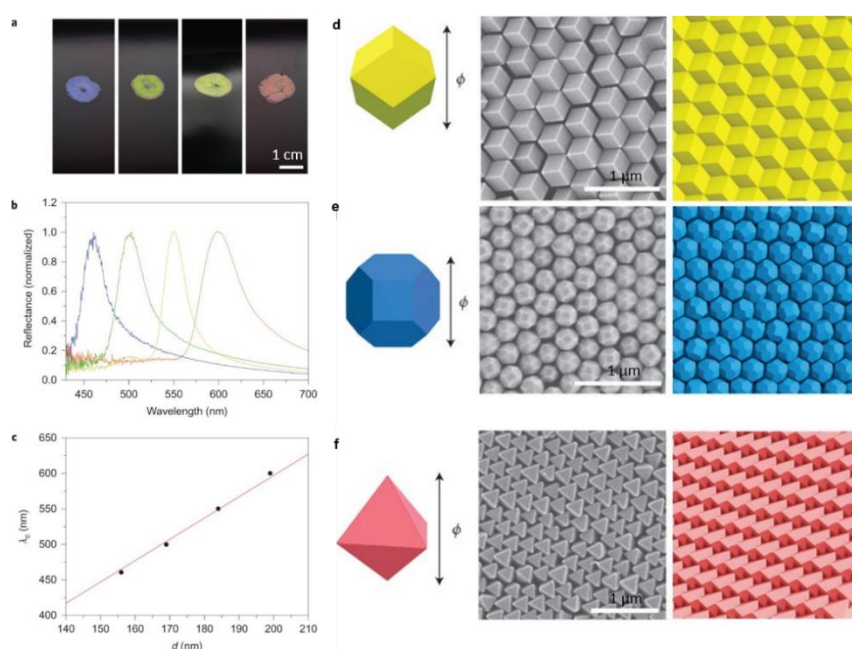 a
1 cm
b
Reflectance (normalized)
1.2
1.0
0.8
0.6
0.4
0.2
0.0
450 500 550 600 650 700
Wavelength (nm)
c
λc (nm)
650
600
550
500
450
400
140 150 160 170 180 190 200 210
d (nm)
d
ϕ
1 μm
e
ϕ
1 μm
f
ϕ
1 μm